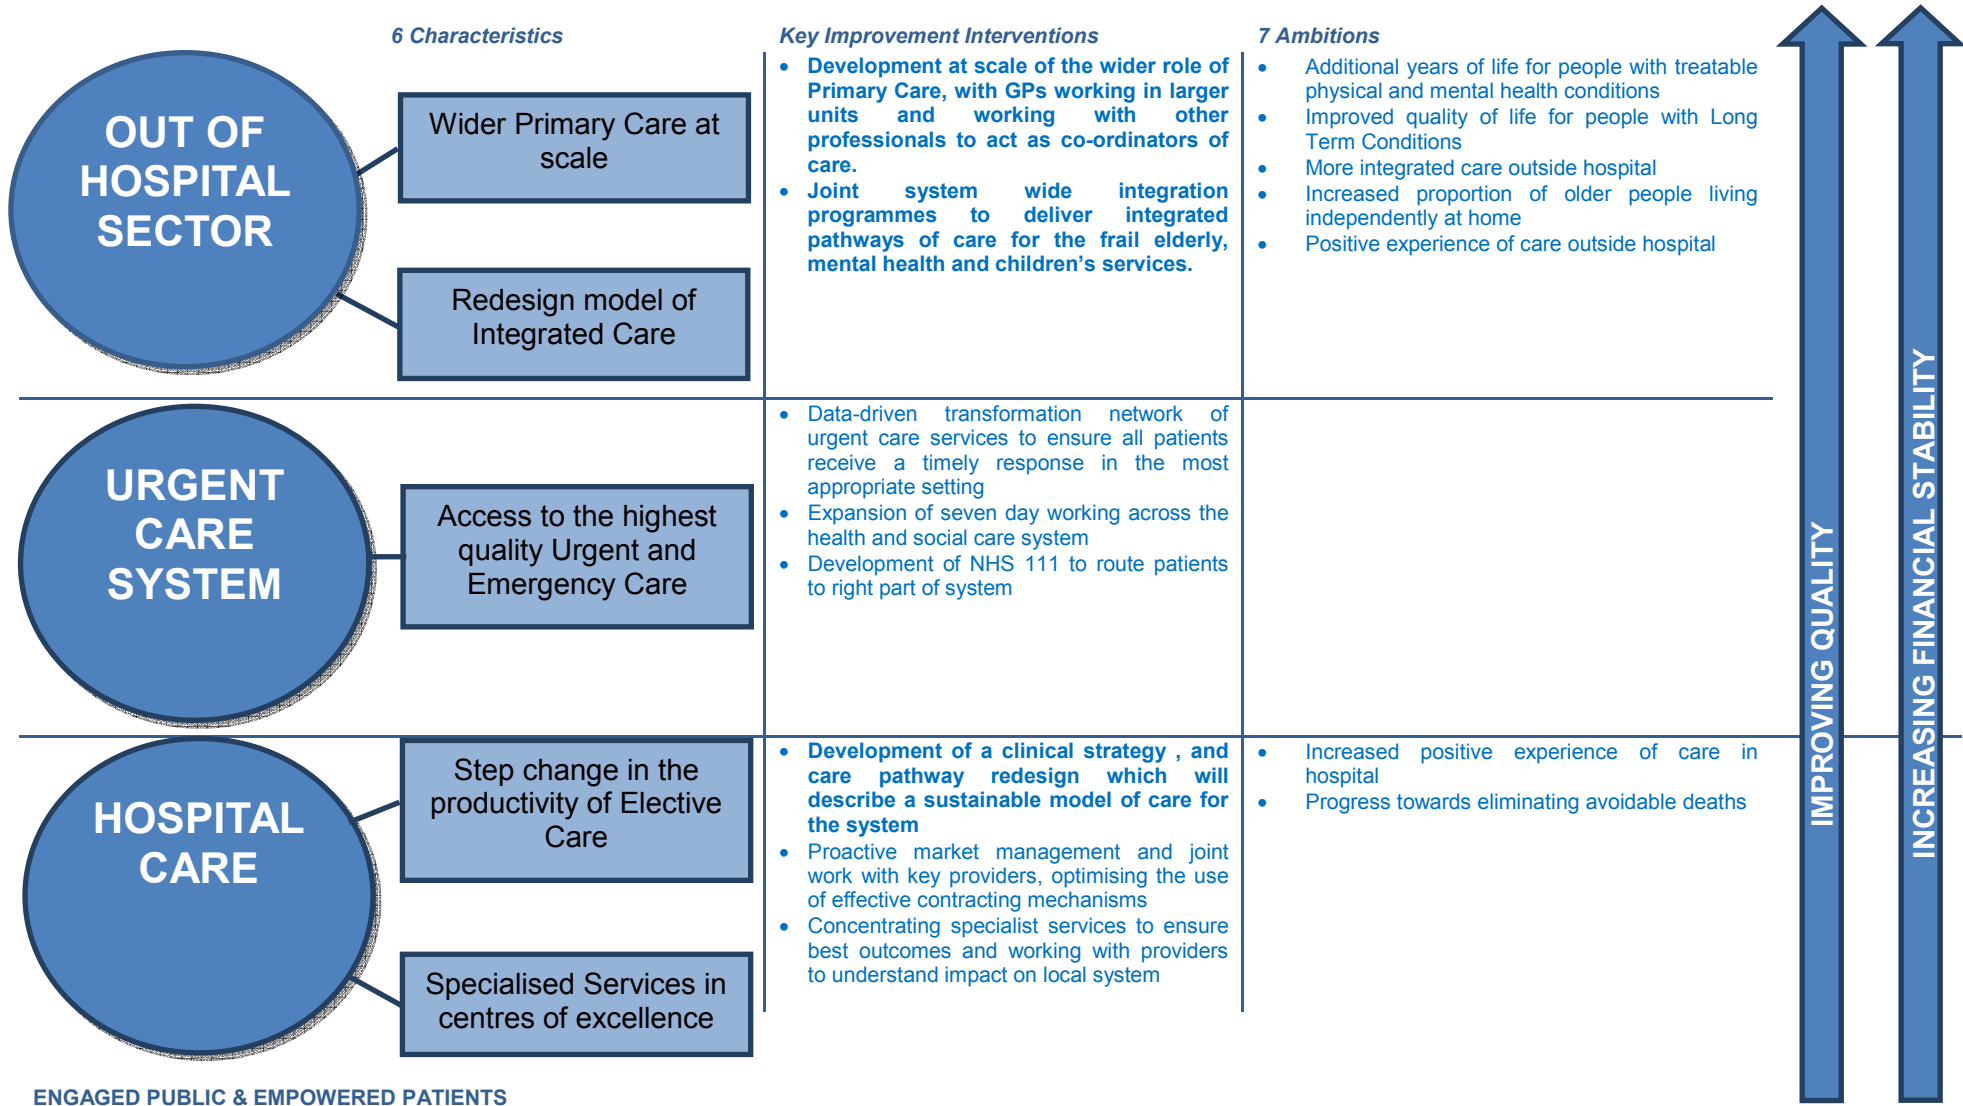 6 Characteristics
Key Improvement Interventions
7 Ambitions
OUT OF
HOSPITAL
SECTOR
Wider Primary Care at
scale
Redesign model of
Integrated Care
• Development at scale of the wider role of
Primary Care, with GPs working in larger
units and working with other
professionals to act as co-ordinators of
care.
• Joint system wide integration
programmes to deliver integrated
pathways of care for the frail elderly,
mental health and children’s services.
• Additional years of life for people with treatable
physical and mental health conditions
• Improved quality of life for people with Long
Term Conditions
• More integrated care outside hospital
• Increased proportion of older people living
independently at home
• Positive experience of care outside hospital
URGENT
CARE
SYSTEM
Access to the highest
quality Urgent and
Emergency Care
• Data-driven transformation network of
urgent care services to ensure all patients
receive a timely response in the most
appropriate setting
• Expansion of seven day working across the
health and social care system
• Development of NHS 111 to route patients
to right part of system
HOSPITAL
CARE
Step change in the
productivity of Elective
Care
Specialised Services in
centres of excellence
• Development of a clinical strategy , and
care pathway redesign which will
describe a sustainable model of care for
the system
• Proactive market management and joint
work with key providers, optimising the use
of effective contracting mechanisms
• Concentrating specialist services to ensure
best outcomes and working with providers
to understand impact on local system
• Increased positive experience of care in
hospital
• Progress towards eliminating avoidable deaths
IMPROVING QUALITY
INCREASING FINANCIAL STABILITY
ENGAGED PUBLIC & EMPOWERED PATIENTS